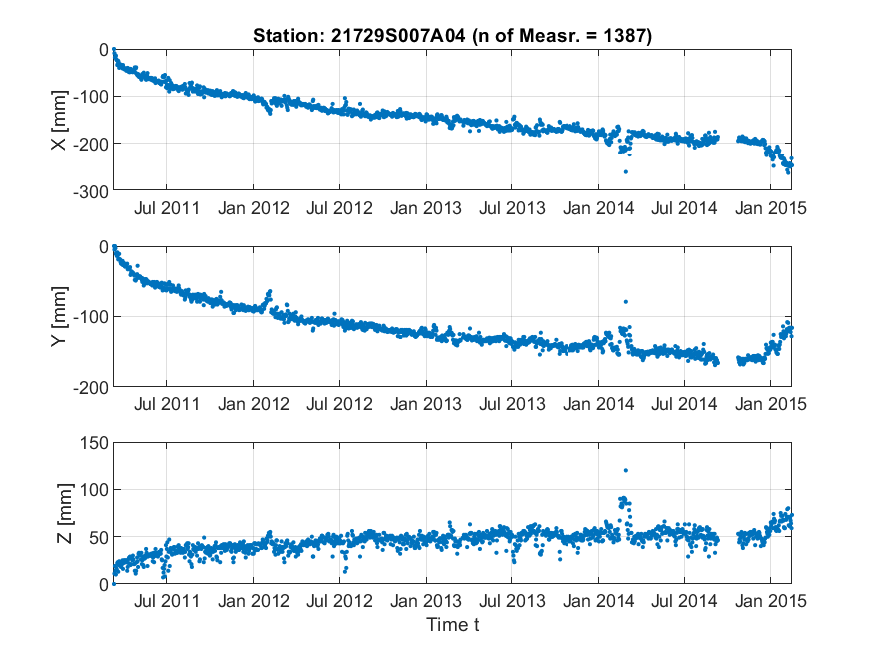 Station: 21729S007A04 (n of Measr. = 1387)
0
-100
-200
-300
X [mm]
Jul 2011 Jan 2012 Jul 2012 Jan 2013 Jul 2013 Jan 2014 Jul 2014 Jan 2015
0
-100
-200
Y [mm]
Jul 2011 Jan 2012 Jul 2012 Jan 2013 Jul 2013 Jan 2014 Jul 2014 Jan 2015
150
100
50
0
Z [mm]
Jul 2011 Jan 2012 Jul 2012 Jan 2013 Jul 2013 Jan 2014 Jul 2014 Jan 2015
Time t